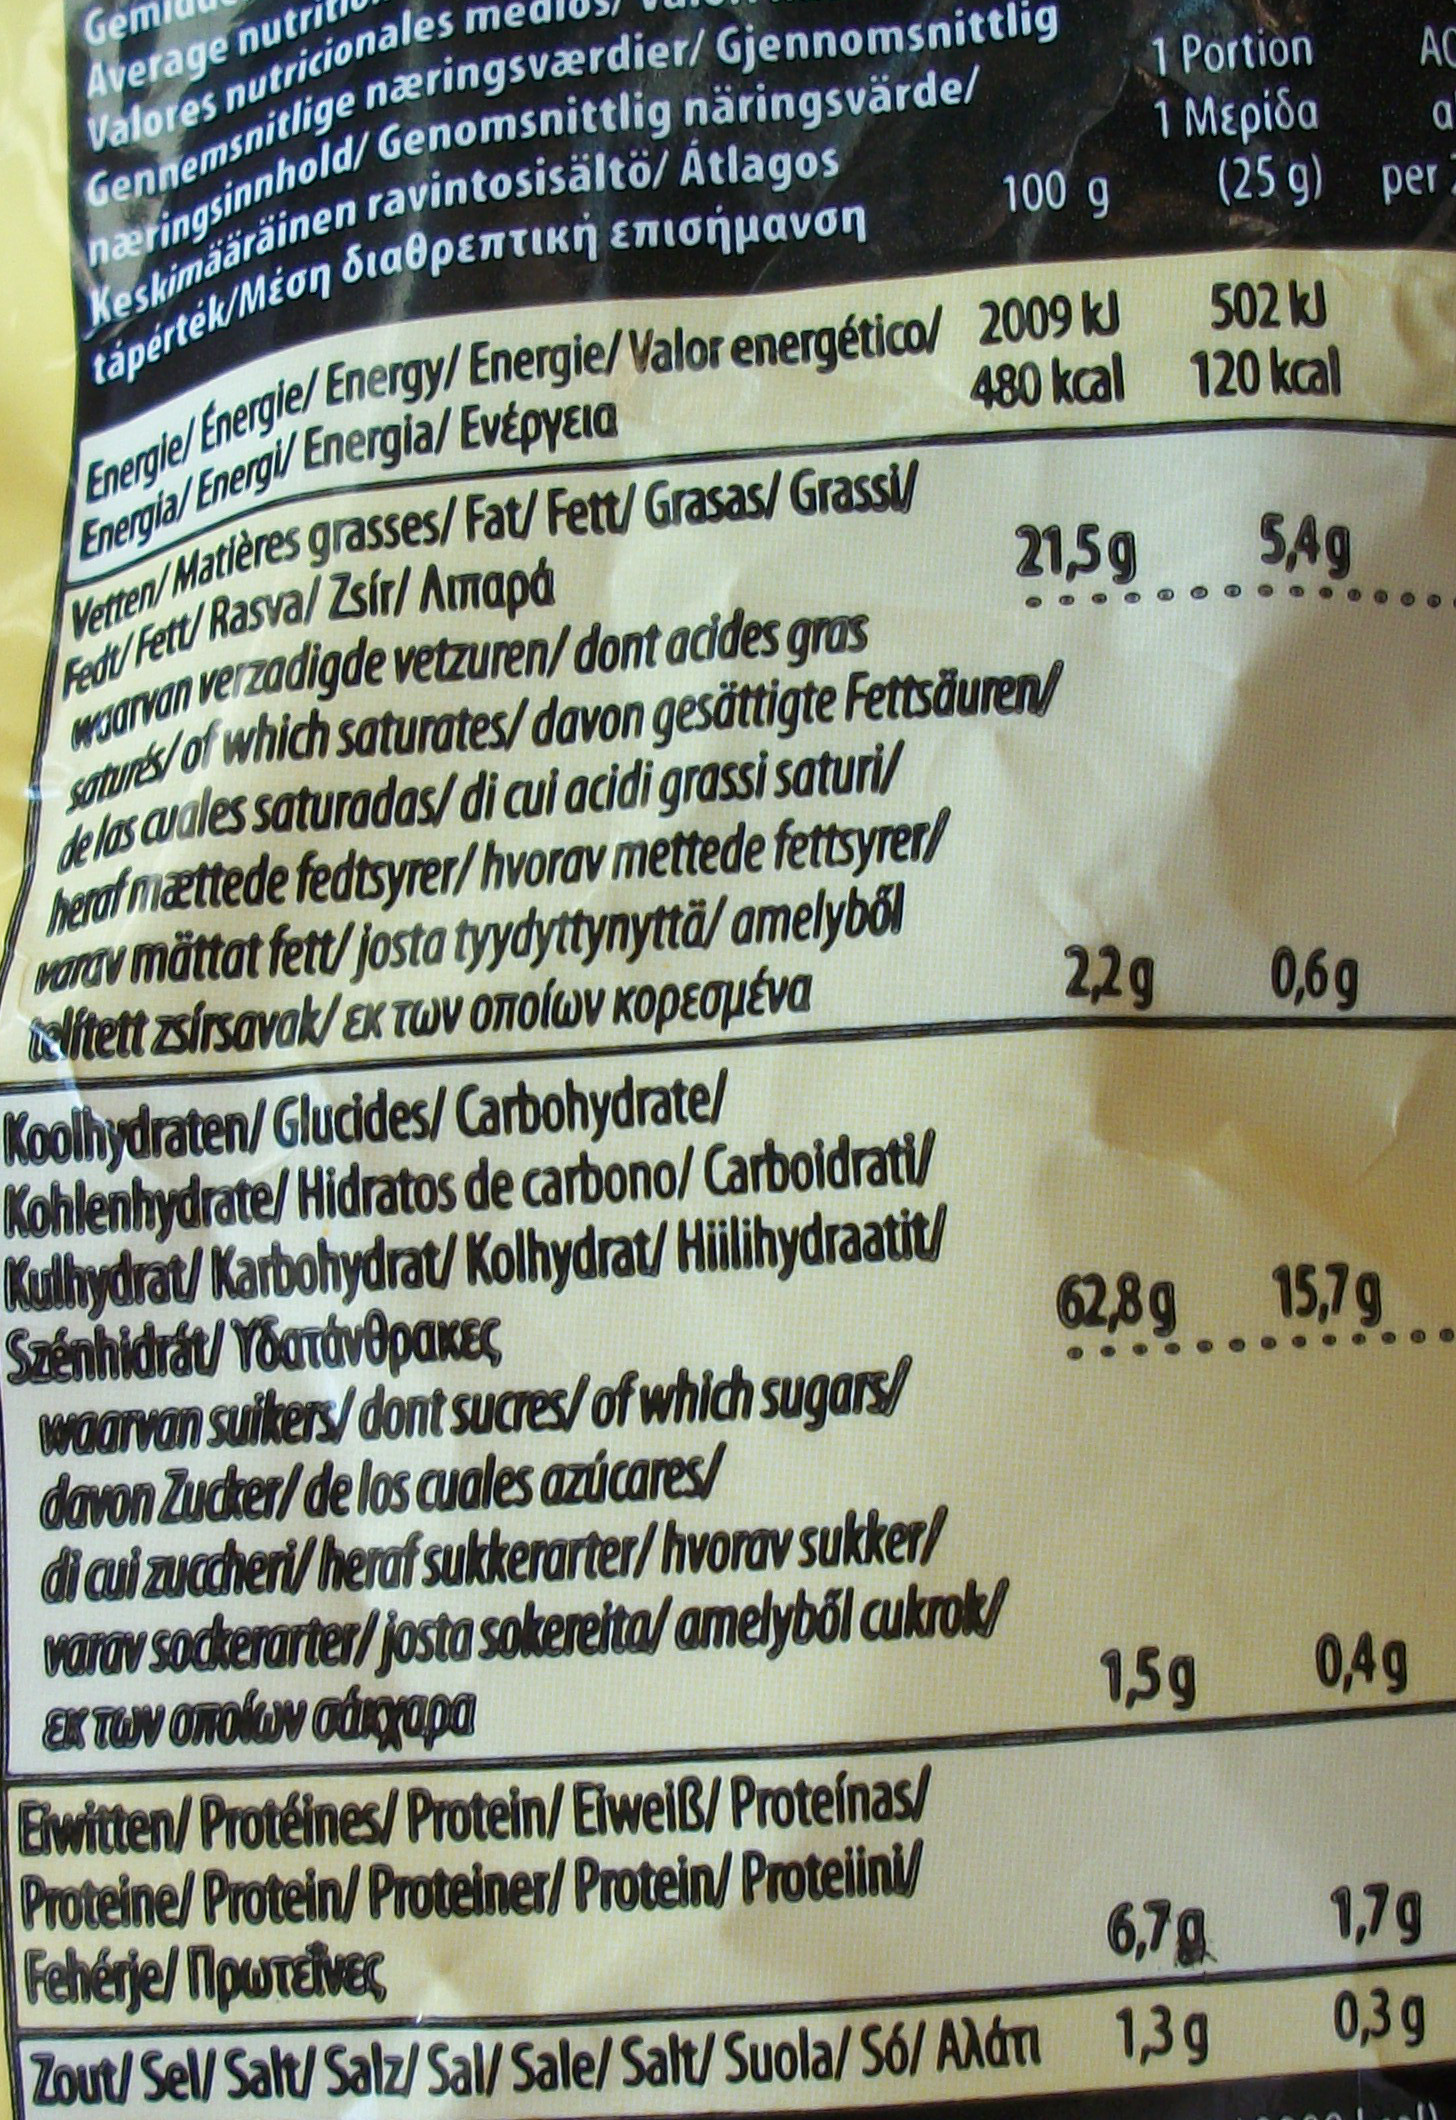 Average
Valores nutricionales
Gennemsnitlige næringsværdier/ Gjennomsnittlig
næringsinnhold/ Genomsnittlig näringsvärde/
Keskimääräinen ravintosisältö/ Átlagos
tápérték/Μέση διαθρεπτική επισήμανση
100 g
1 Portion
1 Μερίδα
(25 g)
per
Energie/ Énergie/ Energy/ Energie/ Valor energético/ 2009 kJ 502 kJ
Energia/ Energi/ Energia/ Ενέργεια 480 kcal 120 kcal
Vetten/ Matières grasses/ Fat/ Fett/ Grasas/ Grassi/
Fedt/ Fett/ Rasva/ Zsír/ Λιπαρά 21,5 g 5,4 g
waarvan verzadigde vetzuren/ dont acides gras
saturés/ of which saturates/ davon gesättigte Fettsäuren/
de las cuales saturadas/ di cui acidi grassi saturi/
heraf mættede fedtsyrer/ hvorav mettede fettsyrer/
varav mättat fett/ josta tyydyttynyttä/ amelyből
telített zsírsavak/ εκ των οποίων κορεσμένα 2,2 g 0,6 g
Koolhydraten/ Glucides/ Carbohydrate/
Kohlenhydrate/ Hidratos de carbono/ Carboidrati/
Kulhydrat/ Karbohydrat/ Kolhydrat/ Hiilihydraatit/
Szénhidrát/ Υδατάνθρακες 62,8 g 15,7 g
waarvan suikers/ dont sucres/ of which sugars/
davon Zucker/ de los cuales azúcares/
di cui zuccheri/ heraf sukkerarter/ hvorav sukker/
varav sockerarter/ josta sokereita/ amelyből cukrok/
εκ των οποίων σάκχαρα 1,5 g 0,4 g
Eiwitten/ Protéines/ Protein/ Eiweiß/ Proteínas/
Proteine/ Protein/ Proteiner/ Protein/ Proteiini/
Fehérje/ Πρωτεΐνες 6,7 g 1,7 g
Zout/ Sel/ Salt/ Salz/ Sal/ Sale/ Salt/ Suola/ Só/ Αλάτι 1,3 g 0,3 g